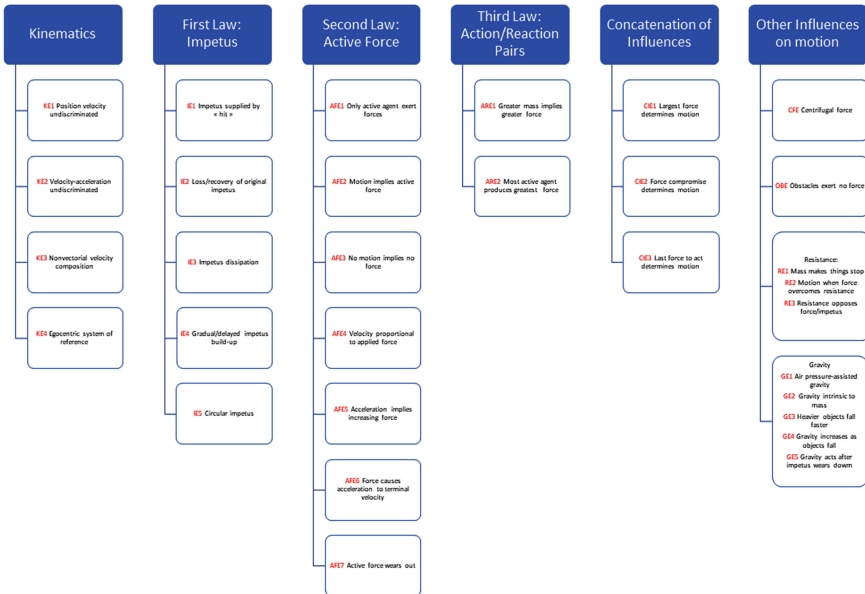 Kinematics
KE1 Position velocity
undiscriminated
KE2 Velocity-acceleration
undiscriminated
KE3 Nonvectorial velocity
composition
KE4 Egocentric system of
reference
First Law:
Impetus
IE1 Impetus supplied by
« hit »
IE2 Loss/recovery of original
impetus
IE3 Impetus dissipation
IE4 Gradual/delayed impetus
build-up
IE5 Circular impetus
Second Law:
Active Force
AFE1 Only active agent exert
forces
AFE2 Motion implies active
force
AFE3 No motion implies no
force
AFE4 Velocity proportional
to applied force
AFE5 Acceleration implies
increasing force
AFE6 Force causes
acceleration to terminal
velocity
AFE7 Active force wears out
Third Law:
Action/Reaction
Pairs
ARE1 Greater mass implies
greater force
ARE2 Most active agent
produces greatest force
Concatenation of
Influences
CIE1 Largest force
determines motion
CIE2 Force compromise
determines motion
CIE3 Last force to act
determines motion
Other Influences
on motion
CFE Centrifugal force
OBE Obstacles exert no force
Resistance:
RE1 Mass makes things stop
RE2 Motion when force
overcomes resistance
RE3 Resistance opposes
force/impetus
Gravity
GE1 Air pressure-assisted
gravity
GE2 Gravity intrinsic to
mass
GE3 Heavier objects fall
faster
GE4 Gravity increases as
objects fall
GE5 Gravity acts after
impetus wears dowm